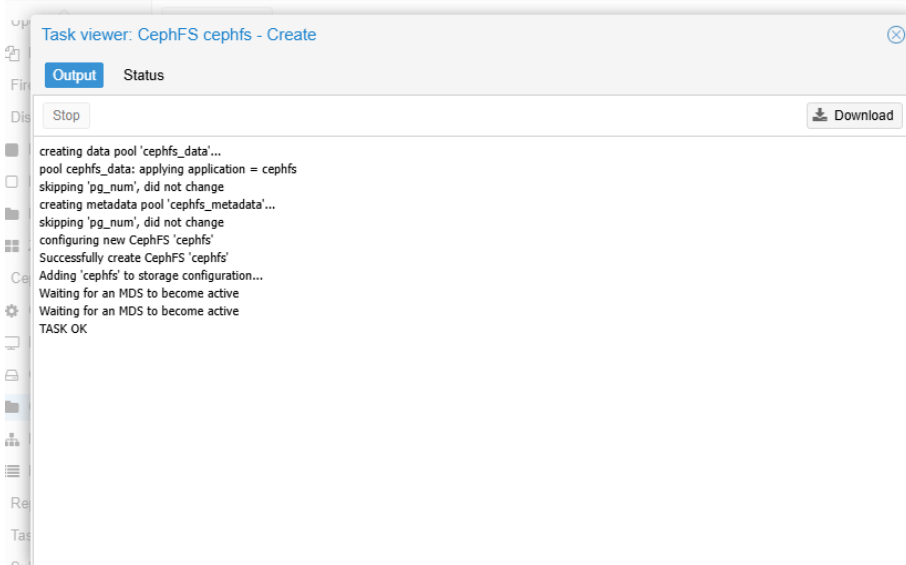 Task viewer: CephFS cephfs - Create
Output Status
Stop Download
creating data pool 'cephfs_data'...
pool cephfs_data: applying application = cephfs
skipping 'pg_num', did not change
creating metadata pool 'cephfs_metadata'...
skipping 'pg_num', did not change
configuring new CephFS 'cephfs'
Successfully create CephFS 'cephfs'
Adding 'cephfs' to storage configuration...
Waiting for an MDS to become active
Waiting for an MDS to become active
TASK OK